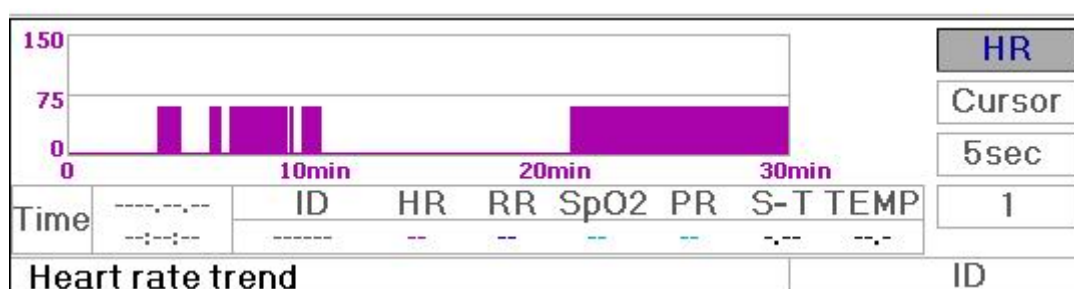 150
HR
75
Cursor
0
5sec
0 10min 20min 30min
Time ----.--.-- ID HR RR SpO2 PR S-T TEMP 1
--:--:-- ------ -- -- -- -- -.-- --.-
Heart rate trend ID